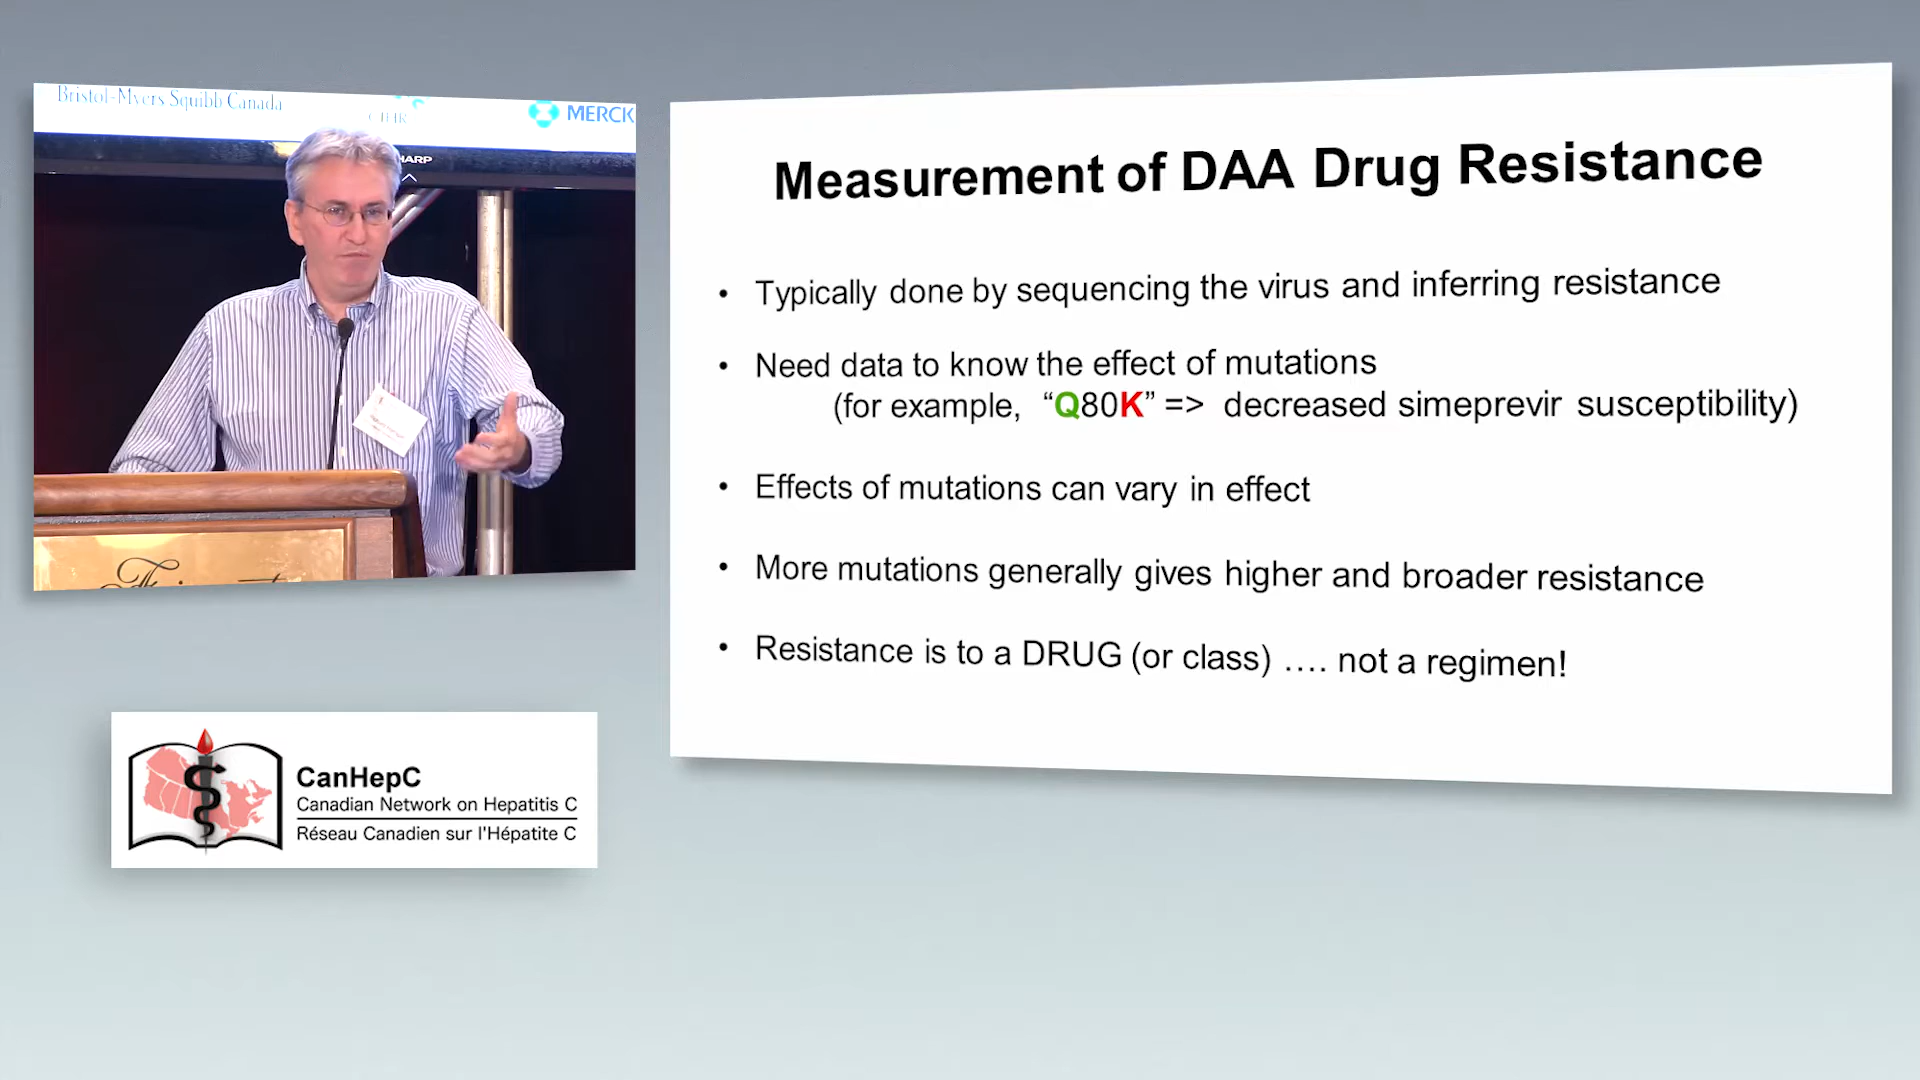 Bristol-Myers Squibb Canada
CIHR
MERCK
Measurement of DAA Drug Resistance
• Typically done by sequencing the virus and inferring resistance
• Need data to know the effect of mutations
(for example, “Q80K” => decreased simeprevir susceptibility)
• Effects of mutations can vary in effect
• More mutations generally gives higher and broader resistance
• Resistance is to a DRUG (or class) …. not a regimen!
CanHepC
Canadian Network on Hepatitis C
Réseau Canadien sur l'Hépatite C